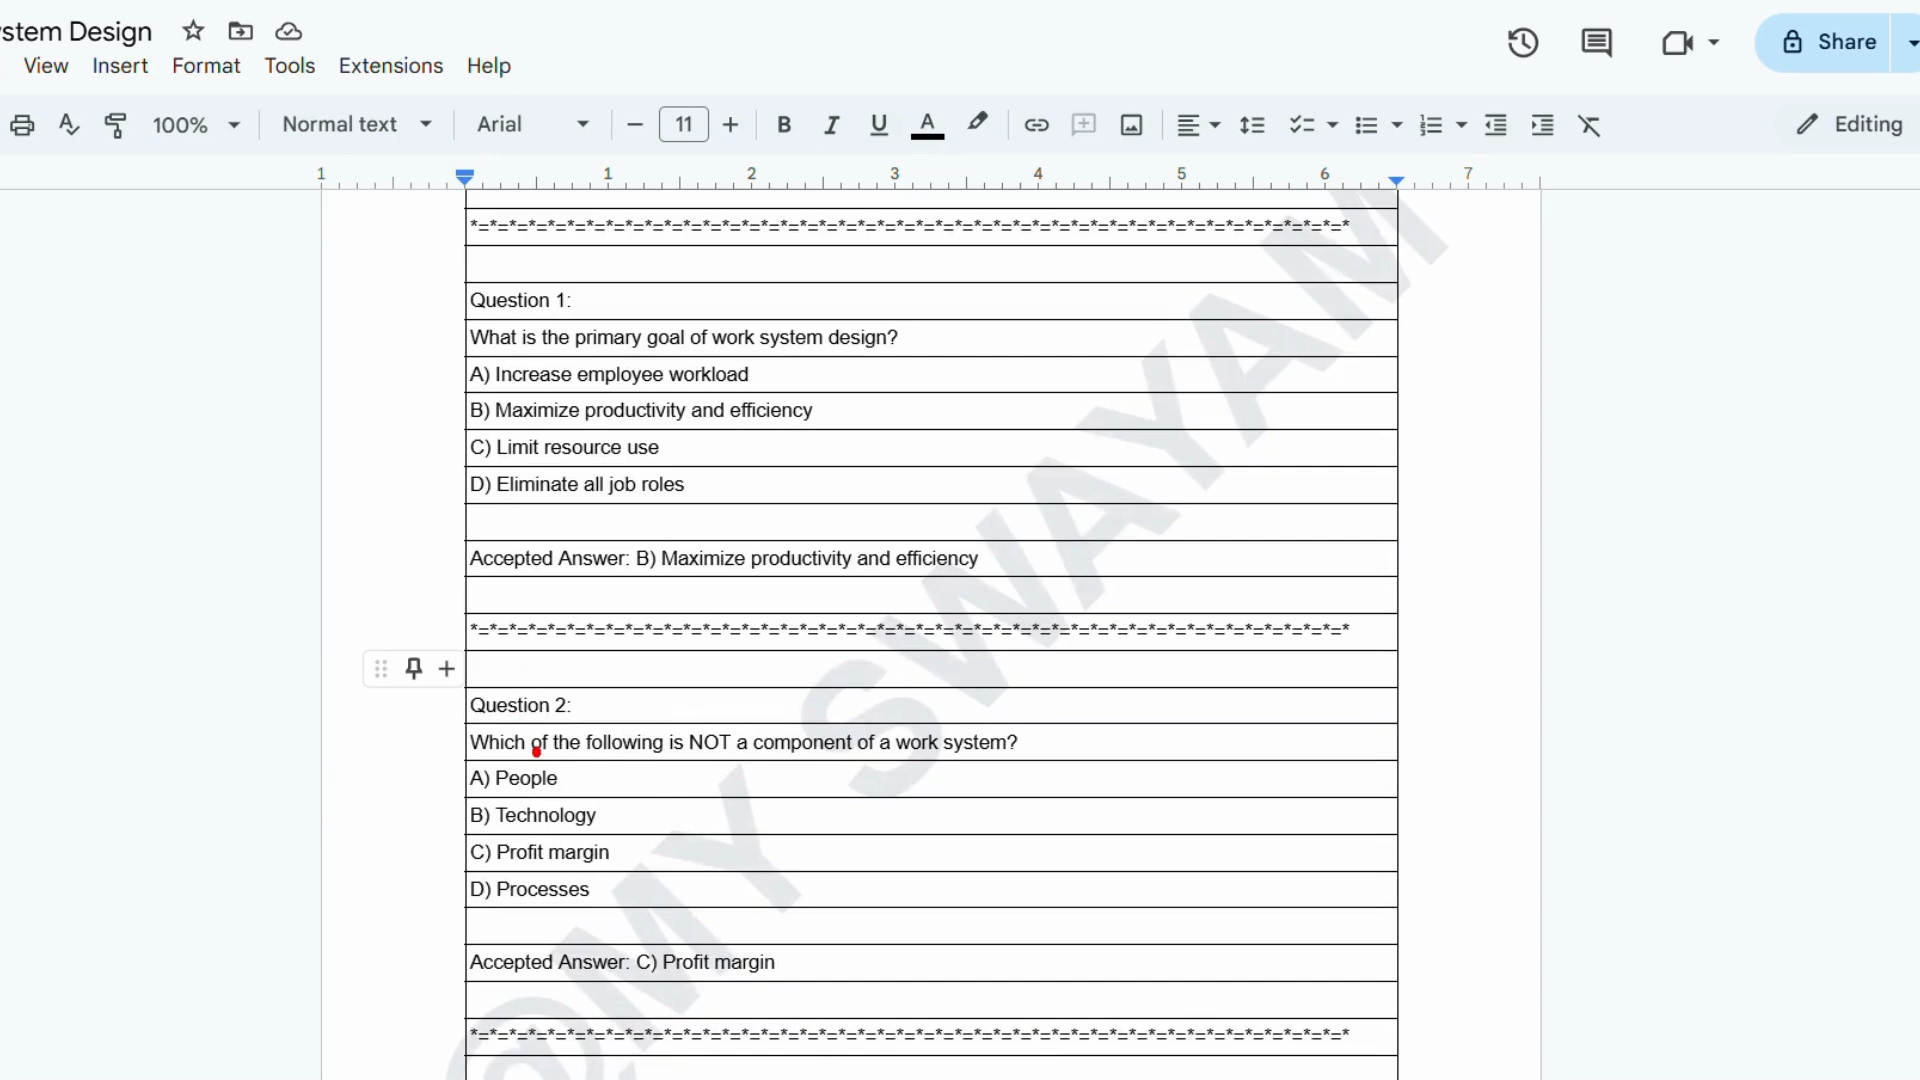 stem Design
View Insert Format Tools Extensions Help
Share
100% Normal text Arial 11 Editing
1 1 2 3 4 5 6 7
*=*=*=*=*=*=*=*=*=*=*=*=*=*=*=*=*=*=*=*=*=*=*=*=*=*=*=*=*=*=*=*=*=*=*=*=*=*=*=*=*=*=*=*=*=*
Question 1:
What is the primary goal of work system design?
A) Increase employee workload
B) Maximize productivity and efficiency
C) Limit resource use
D) Eliminate all job roles
Accepted Answer: B) Maximize productivity and efficiency
*=*=*=*=*=*=*=*=*=*=*=*=*=*=*=*=*=*=*=*=*=*=*=*=*=*=*=*=*=*=*=*=*=*=*=*=*=*=*=*=*=*=*=*=*=*
Question 2:
Which of the following is NOT a component of a work system?
A) People
B) Technology
C) Profit margin
D) Processes
Accepted Answer: C) Profit margin
*=*=*=*=*=*=*=*=*=*=*=*=*=*=*=*=*=*=*=*=*=*=*=*=*=*=*=*=*=*=*=*=*=*=*=*=*=*=*=*=*=*=*=*=*=*
@MY SWAYAM